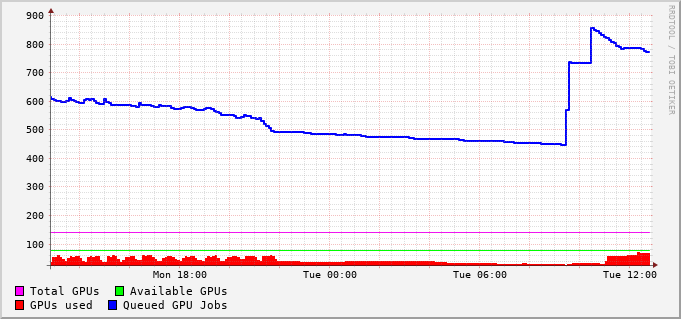 900
800
700
600
500
400
300
200
100
Mon 18:00 Tue 00:00 Tue 06:00 Tue 12:00
Total GPUs Available GPUs
GPUs used Queued GPU Jobs
RRDTOOL / TOBI OETIKER